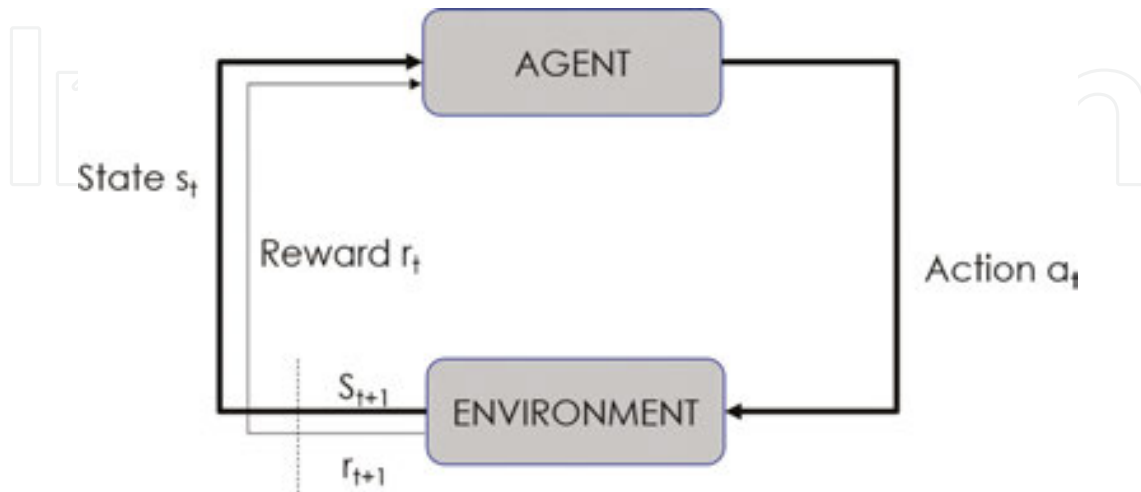 AGENT
State sₜ
Reward rₜ
Action aₜ
Sₜ₊₁
ENVIRONMENT
rₜ₊₁